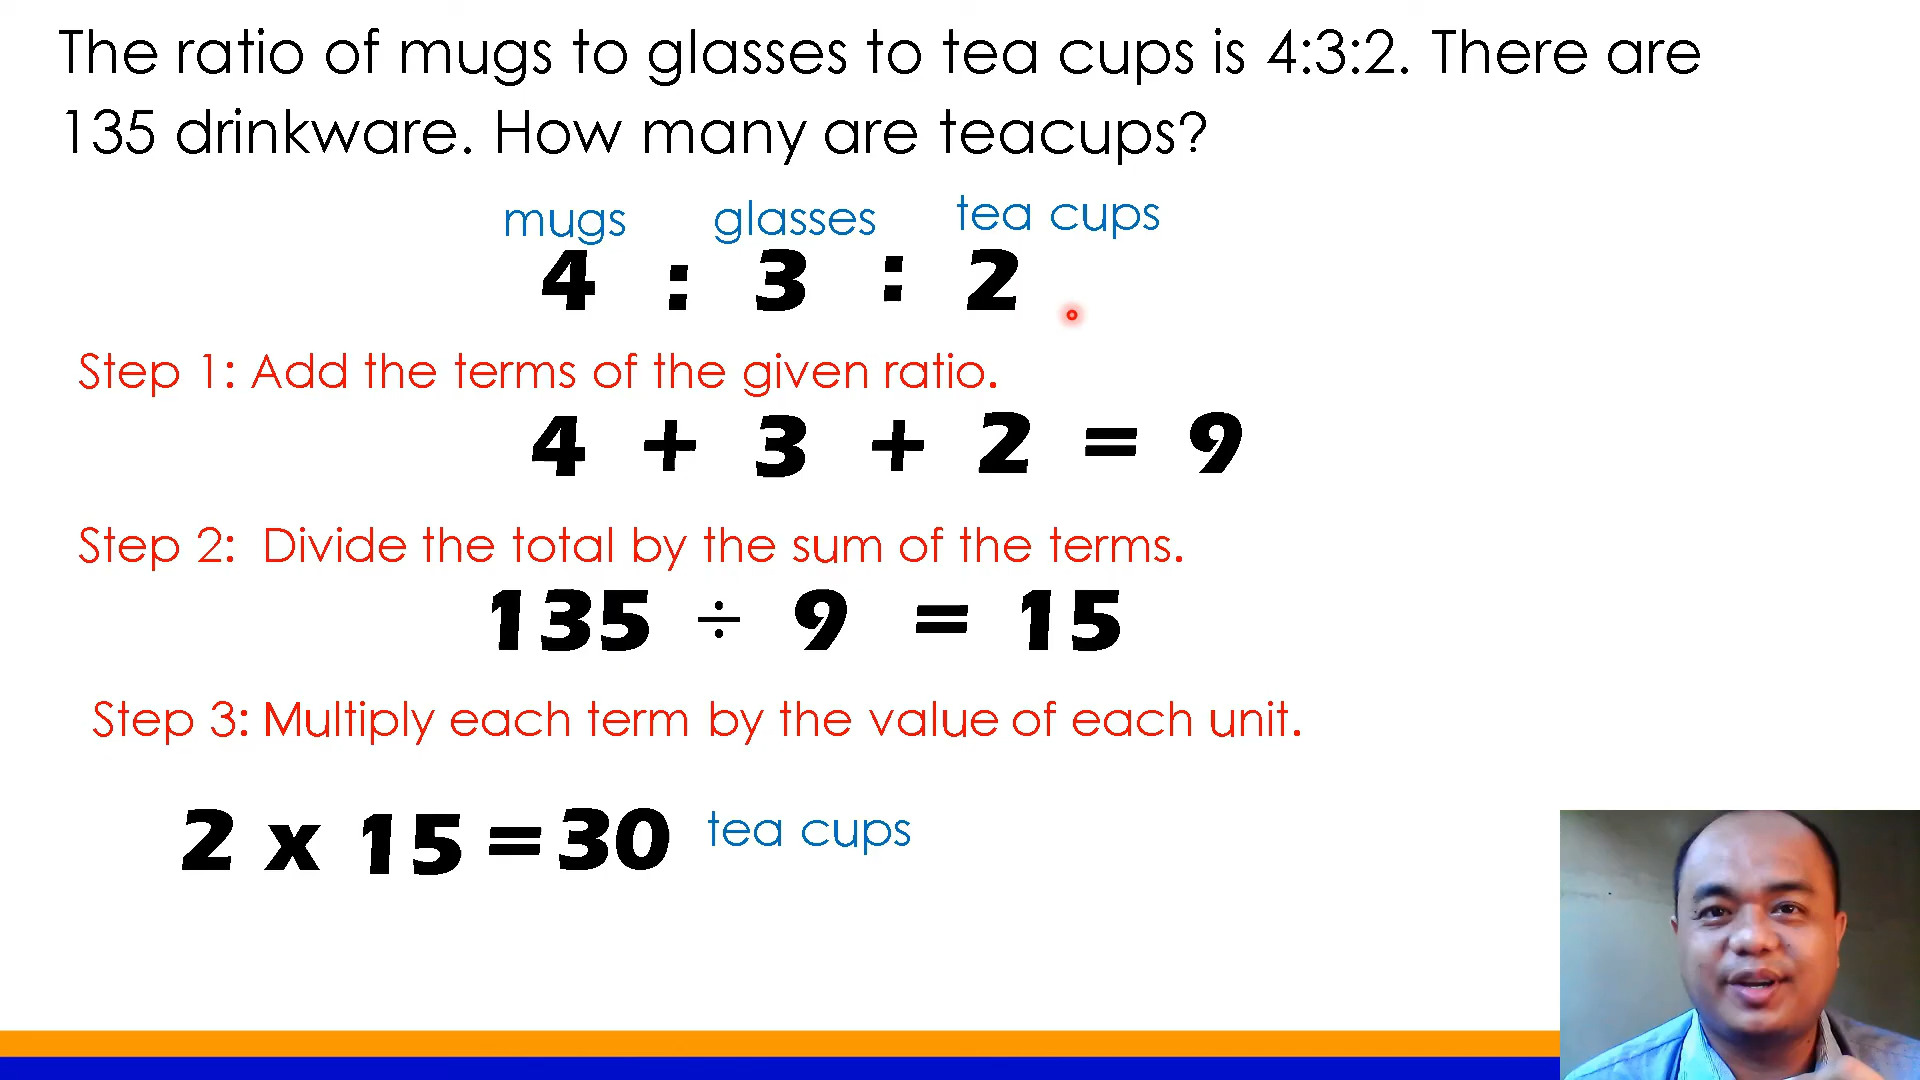 The ratio of mugs to glasses to tea cups is 4:3:2. There are
135 drinkware. How many are teacups?
mugs glasses tea cups
4 : 3 : 2
Step 1: Add the terms of the given ratio.
4 + 3 + 2 = 9
Step 2: Divide the total by the sum of the terms.
135 ÷ 9 = 15
Step 3: Multiply each term by the value of each unit.
2 x 15 = 30 tea cups